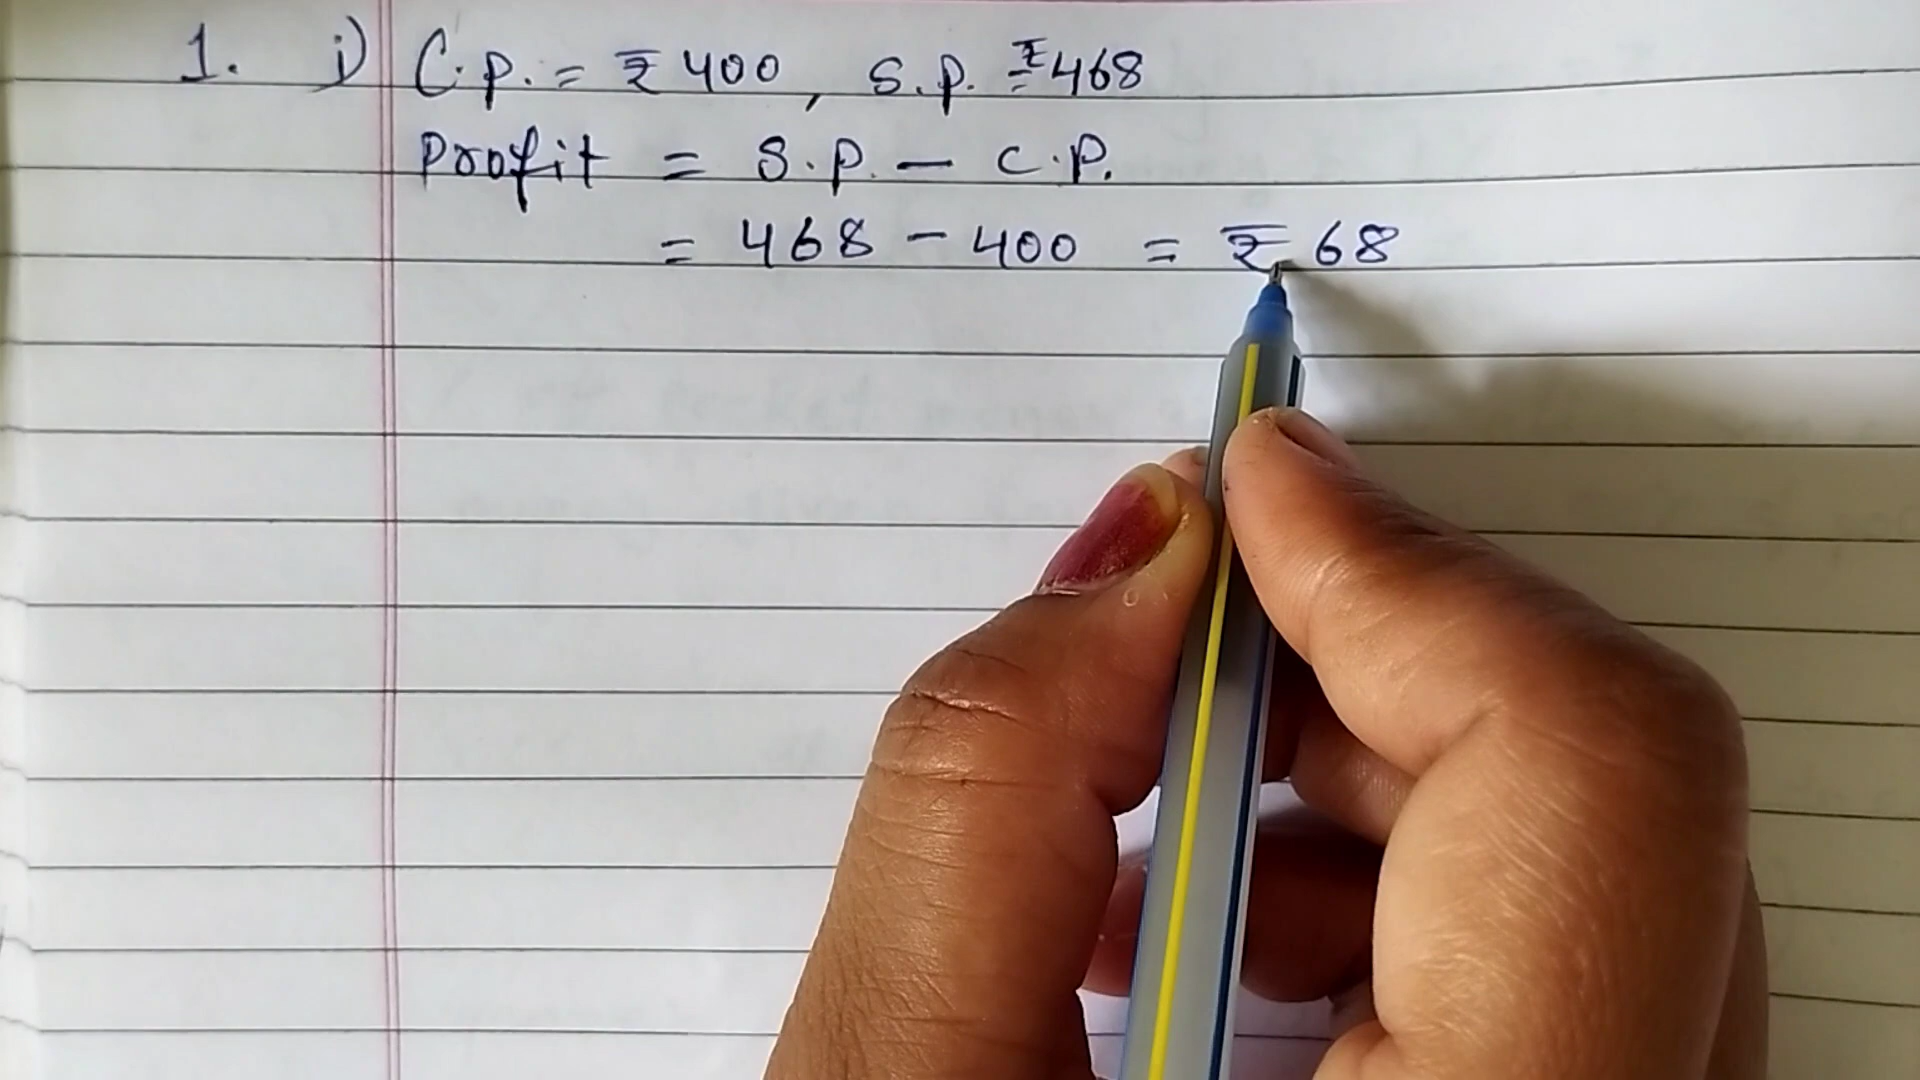 1. i) C.p. = ₹ 400, S.p. = ₹468
Profit = S.p. - C.P.
= 468 - 400 = ₹ 68